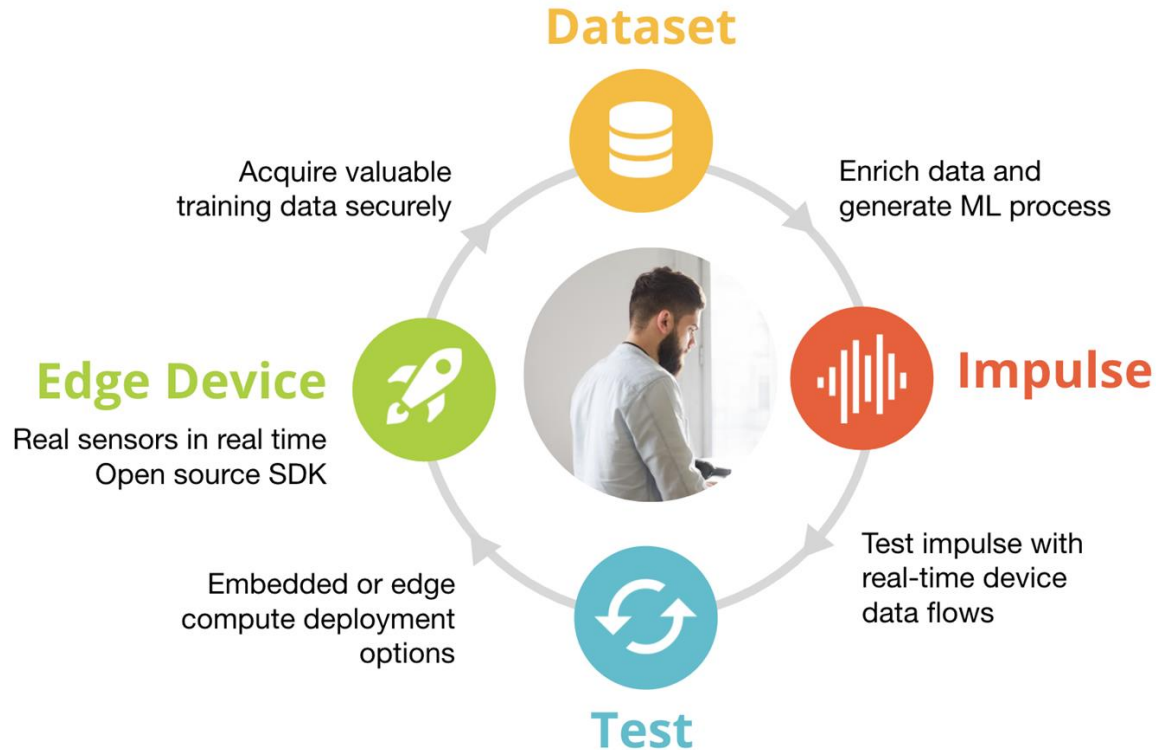 Dataset
Acquire valuable
training data securely
Enrich data and
generate ML process
Edge Device
Real sensors in real time
Open source SDK
Impulse
Test impulse with
real-time device
data flows
Embedded or edge
compute deployment
options
Test